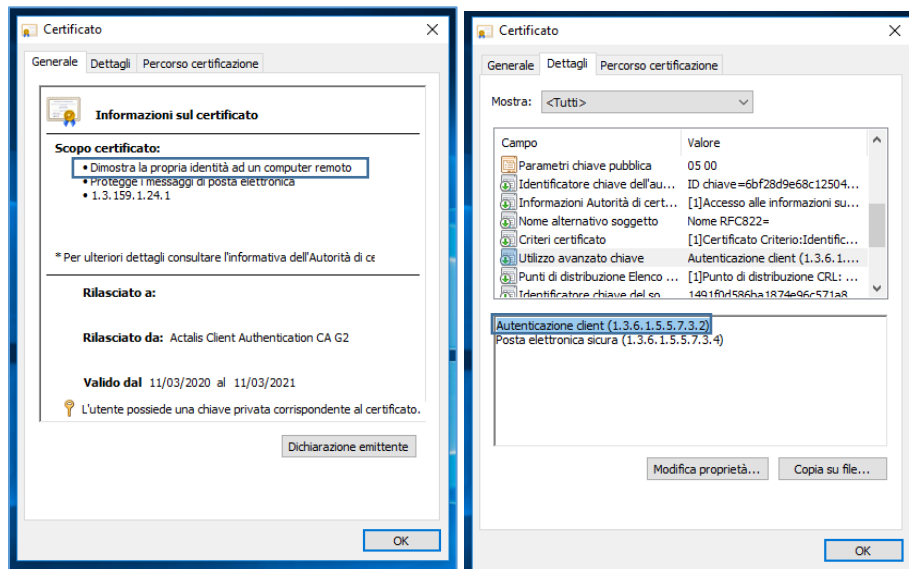 Certificato
Generale Dettagli Percorso certificazione
Informazioni sul certificato
Scopo certificato:
• Dimostra la propria identità ad un computer remoto
• Protegge i messaggi di posta elettronica
• 1.3.159.1.24.1
* Per ulteriori dettagli consultare l'informativa dell'Autorità di ce
Rilasciato a:
Rilasciato da: Actalis Client Authentication CA G2
Valido dal 11/03/2020 al 11/03/2021
L'utente possiede una chiave privata corrispondente al certificato.
Dichiarazione emittente
OK
Certificato
Generale Dettagli Percorso certificazione
Mostra: <Tutti>
Campo Valore
Parametri chiave pubblica 05 00
Identificatore chiave dell'au... ID chiave=6bf28d9e68c12504...
Informazioni Autorità di cert... [1]Accesso alle informazioni su...
Nome alternativo soggetto Nome RFC822=
Criteri certificato [1]Certificato Criterio:Identific...
Utilizzo avanzato chiave Autenticazione client (1.3.6.1....
Punti di distribuzione Elenco ... [1]Punto di distribuzione CRL: ...
Identificatore chiave del so... 1491f0d586ba1874e96c571a8...
Autenticazione client (1.3.6.1.5.5.7.3.2)
Posta elettronica sicura (1.3.6.1.5.5.7.3.4)
Modifica proprietà... Copia su file...
OK